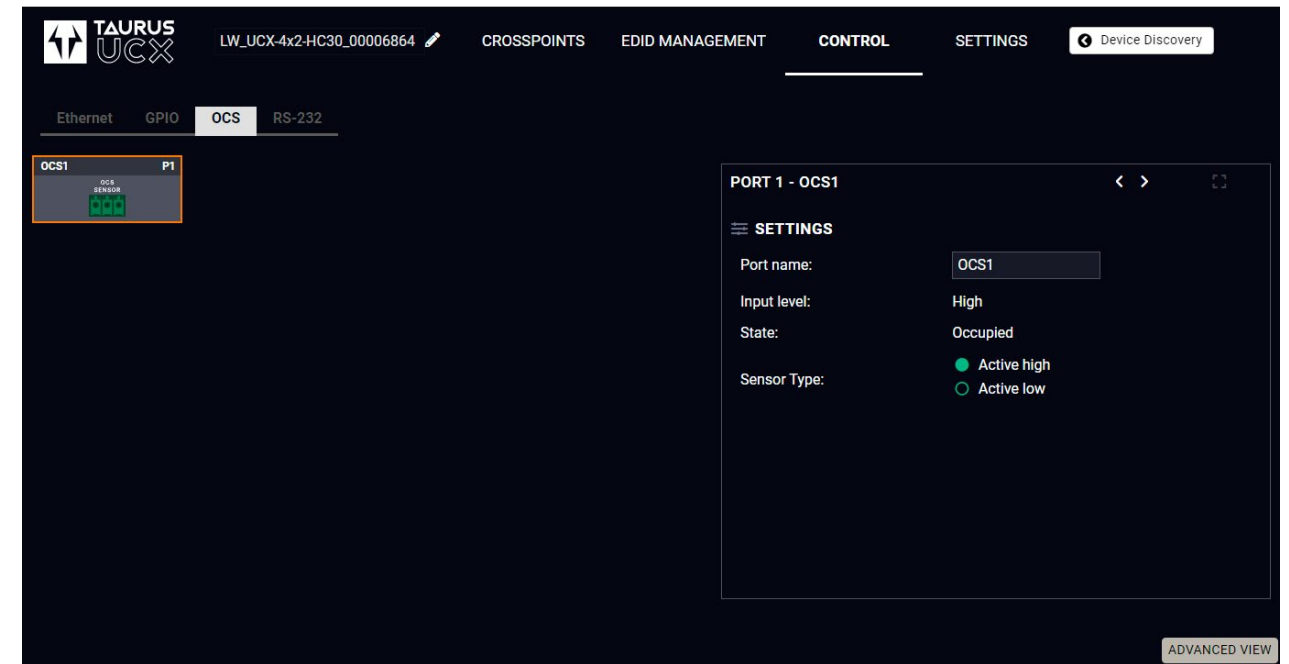 TAURUS UCX LW_UCX-4x2-HC30_00006864 CROSSPOINTS EDID MANAGEMENT CONTROL SETTINGS Device Discovery
Ethernet GPIO OCS RS-232
OCS1 P1
OCS
SENSOR
PORT 1 - OCS1
SETTINGS
Port name: OCS1
Input level: High
State: Occupied
Sensor Type: Active high
Active low
ADVANCED VIEW